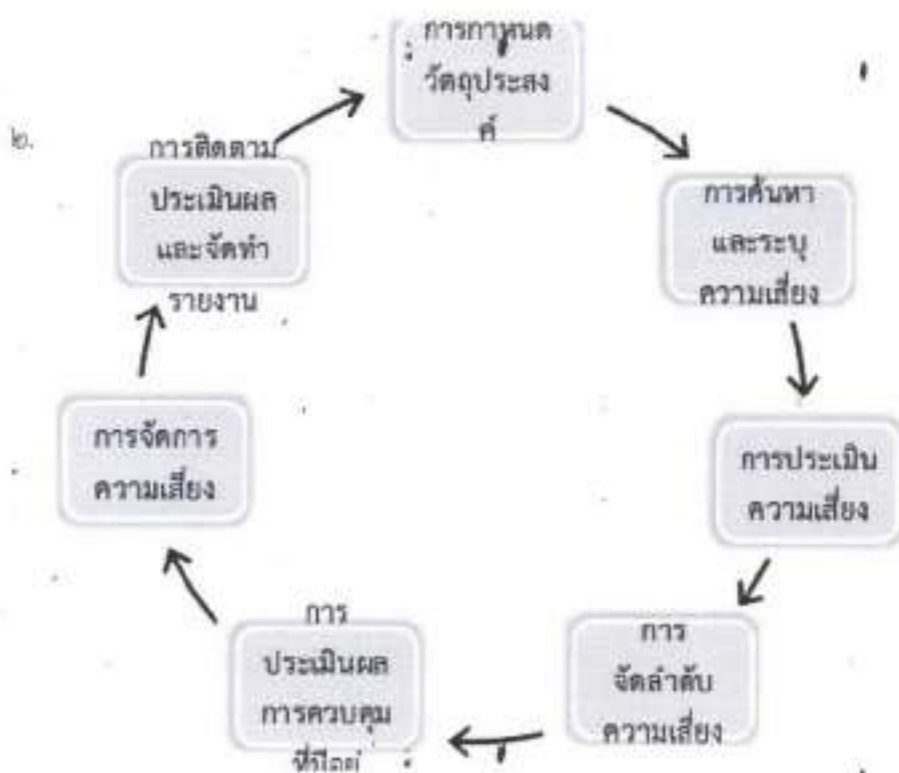 การกำหนด
วัตถุประสง
ค์
๒.
การค้นหา
และระบุ
ความเสี่ยง
การประเมิน
ความเสี่ยง
การ
จัดลำดับ
ความเสี่ยง
การ
ประเมินผล
การควบคุม
ที่มีอยู่
การจัดการ
ความเสี่ยง
การติดตาม
ประเมินผล
และจัดทำ
รายงาน